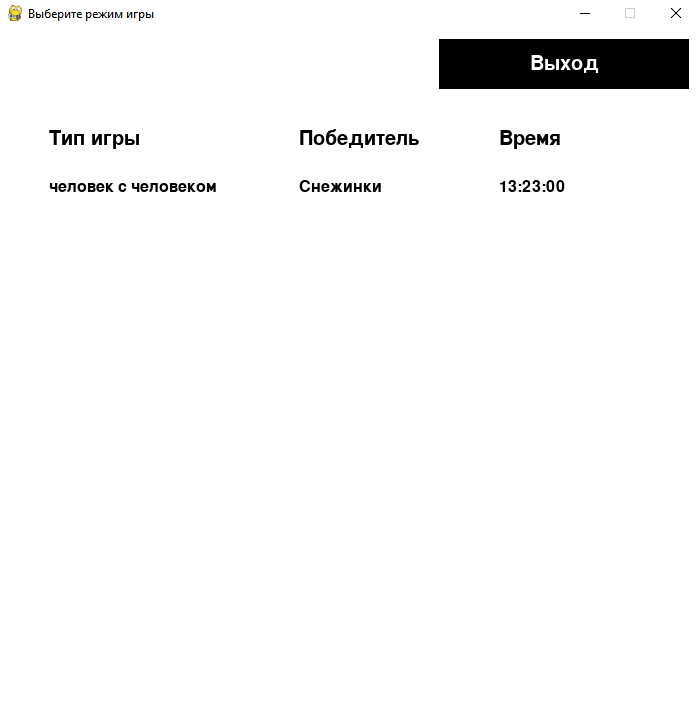 Выберите режим игры
Выход
Тип игры Победитель Время
человек с человеком Снежинки 13:23:00